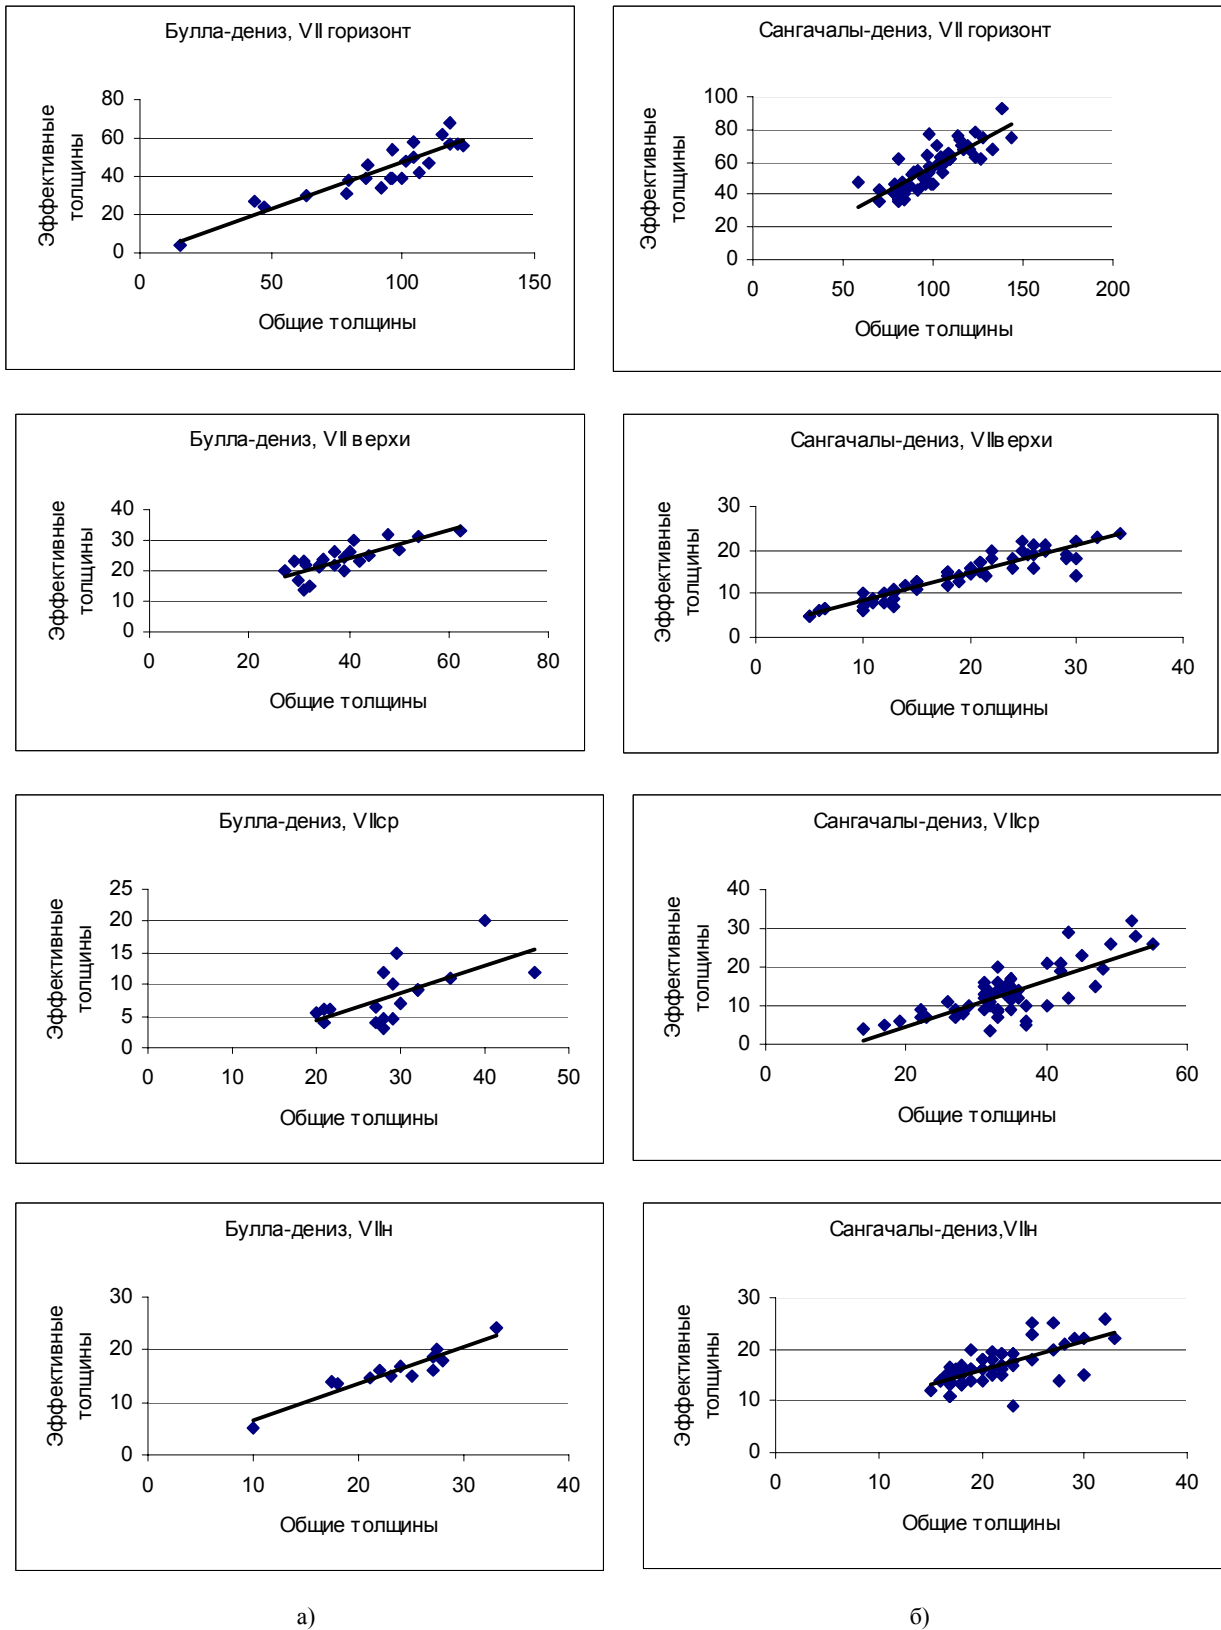 Булла-дениз, VII горизонт
Эффективные
толщины
80
60
40
20
0
0 50 100 150
Общие толщины
Сангачалы-дениз, VII горизонт
Эффективные
толщины
100
80
60
40
20
0
0 50 100 150 200
Общие толщины
Булла-дениз, VII верхи
Эффективные
толщины
40
30
20
10
0
0 20 40 60 80
Общие толщины
Сангачалы-дениз, VIIверхи
Эффективные
толщины
30
20
10
0
0 10 20 30 40
Общие толщины
Булла-дениз, VIIср
Эффективные
толщины
25
20
15
10
5
0
0 10 20 30 40 50
Общие толщины
Сангачалы-дениз, VIIср
Эффективные
толщины
40
30
20
10
0
0 20 40 60
Общие толщины
Булла-дениз, VIIн
Эффективные
толщины
30
20
10
0
0 10 20 30 40
Общие толщины
Сангачалы-дениз,VIIн
Эффективные
толщины
30
20
10
0
0 10 20 30 40
Общие толщины
а) б)